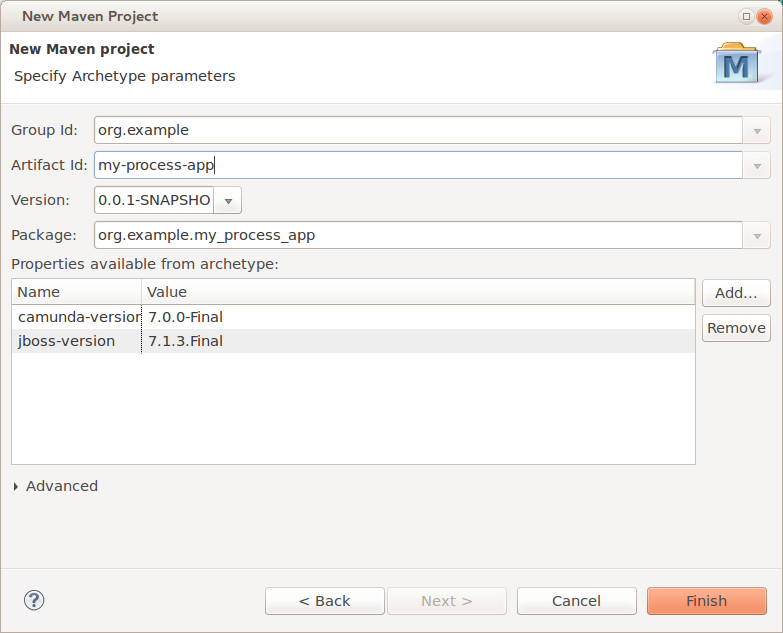 New Maven Project
New Maven project
Specify Archetype parameters
M
Group Id: org.example
Artifact Id: my-process-app
Version: 0.0.1-SNAPSHO
Package: org.example.my_process_app
Properties available from archetype:
Name Value
camunda-version 7.0.0-Final
jboss-version 7.1.3.Final
Add...
Remove
Advanced
? < Back Next > Cancel Finish